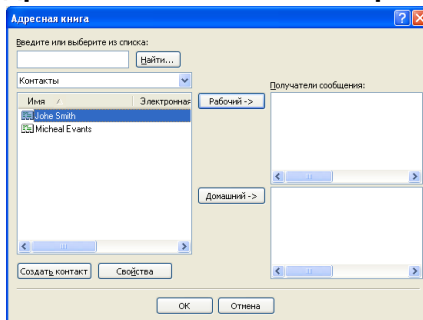 Адресная книга
Введите или выберите из списка:
Найти...
Контакты
Получатели сообщения:
Имя
Электронная
Рабочий ->
Johe Smith
Micheal Evants
Домашний ->
Создать контакт
Свойства
ОК
Отмена